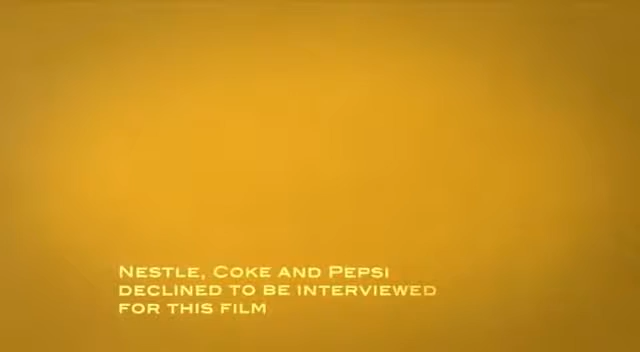 Nestle, Coke and Pepsi
declined to be interviewed
for this film